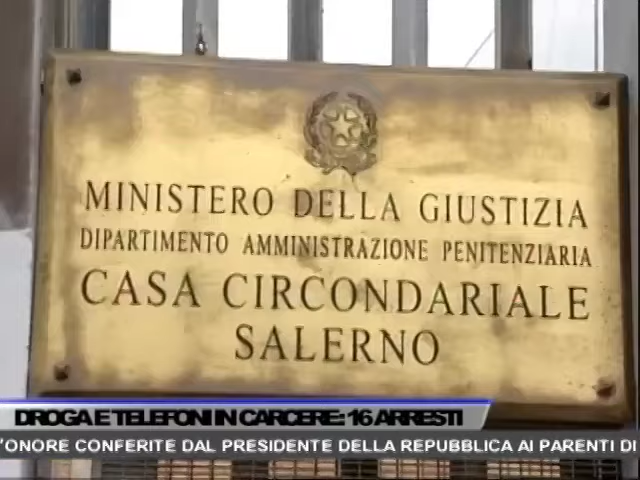 MINISTERO DELLA GIUSTIZIA
DIPARTIMENTO AMMINISTRAZIONE PENITENZIARIA
CASA CIRCONDARIALE
SALERNO
DROGA E TELEFONI IN CARCERE: 16 ARRESTI
'ONORE CONFERITE DAL PRESIDENTE DELLA REPUBBLICA AI PARENTI DI